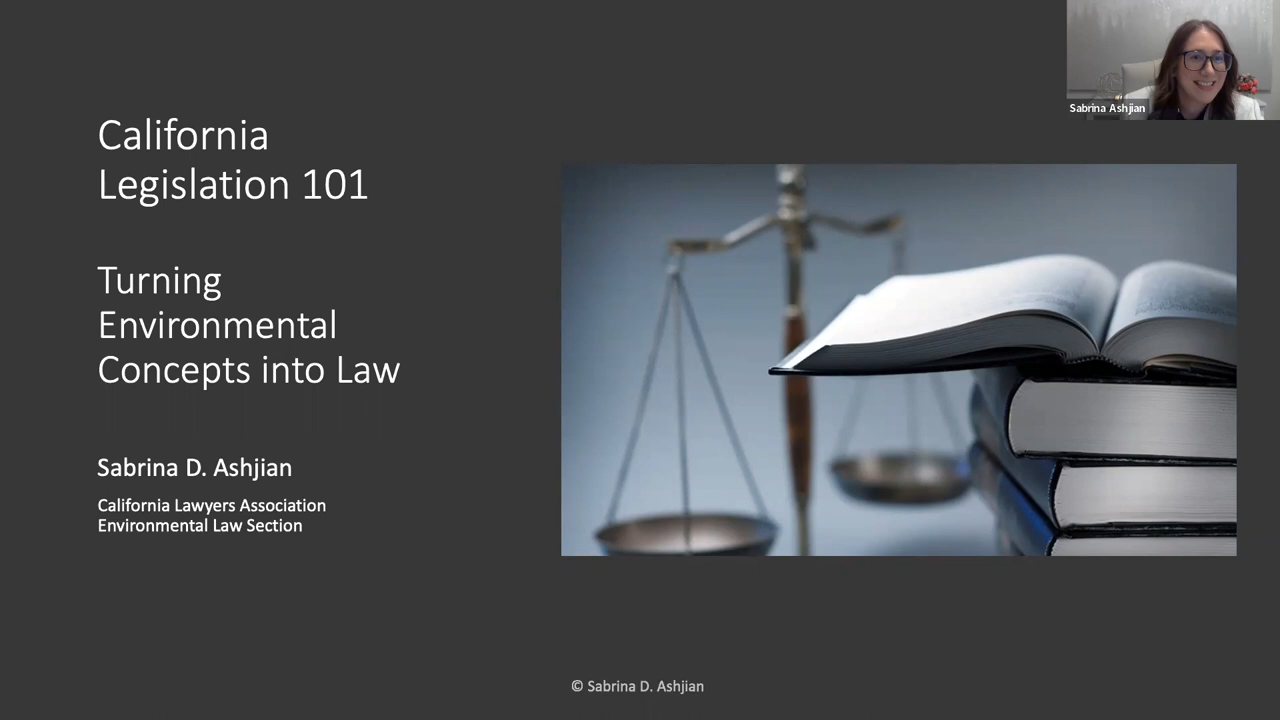 Sabrina Ashjian
California
Legislation 101
Turning
Environmental
Concepts into Law
Sabrina D. Ashjian
California Lawyers Association
Environmental Law Section
© Sabrina D. Ashjian